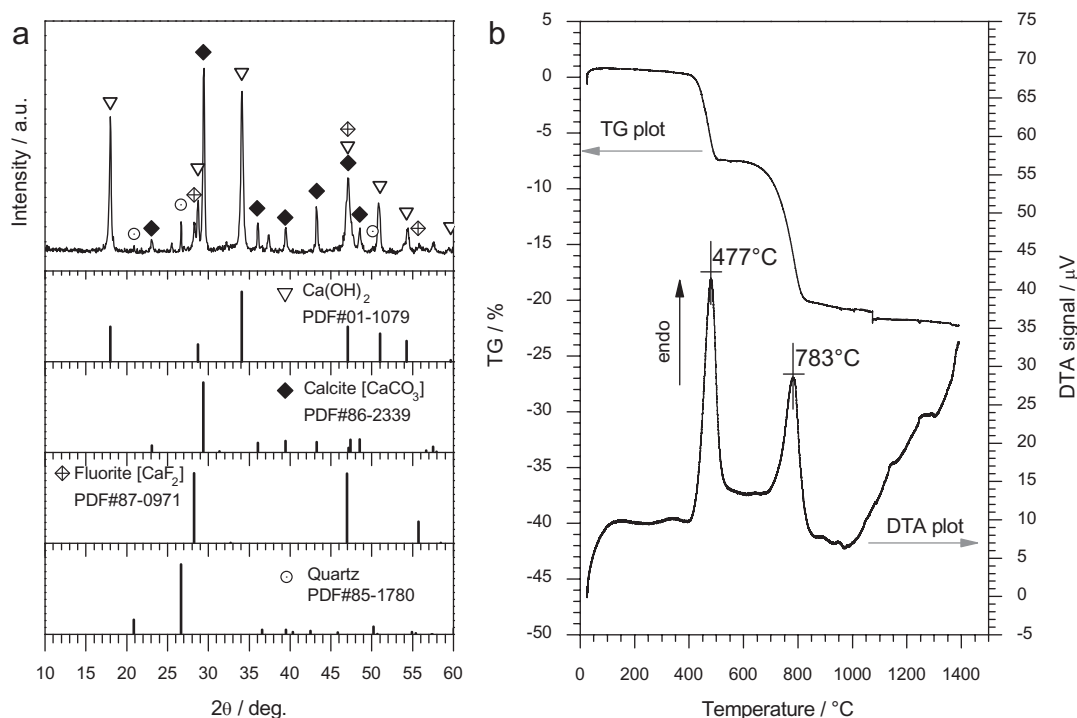 a
Intensity / a.u.
Ca(OH)2
PDF#01-1079
Calcite [CaCO3]
PDF#86-2339
Fluorite [CaF2]
PDF#87-0971
Quartz
PDF#85-1780
10 15 20 25 30 35 40 45 50 55 60
2θ / deg.
b
5
0
-5
-10
-15
-20
-25
-30
-35
-40
-45
-50
TG / %
TG plot
endo
477°C
783°C
DTA plot
75
70
65
60
55
50
45
40
35
30
25
20
15
10
5
0
-5
DTA signal / μV
0 200 400 600 800 1000 1200 1400
Temperature / °C